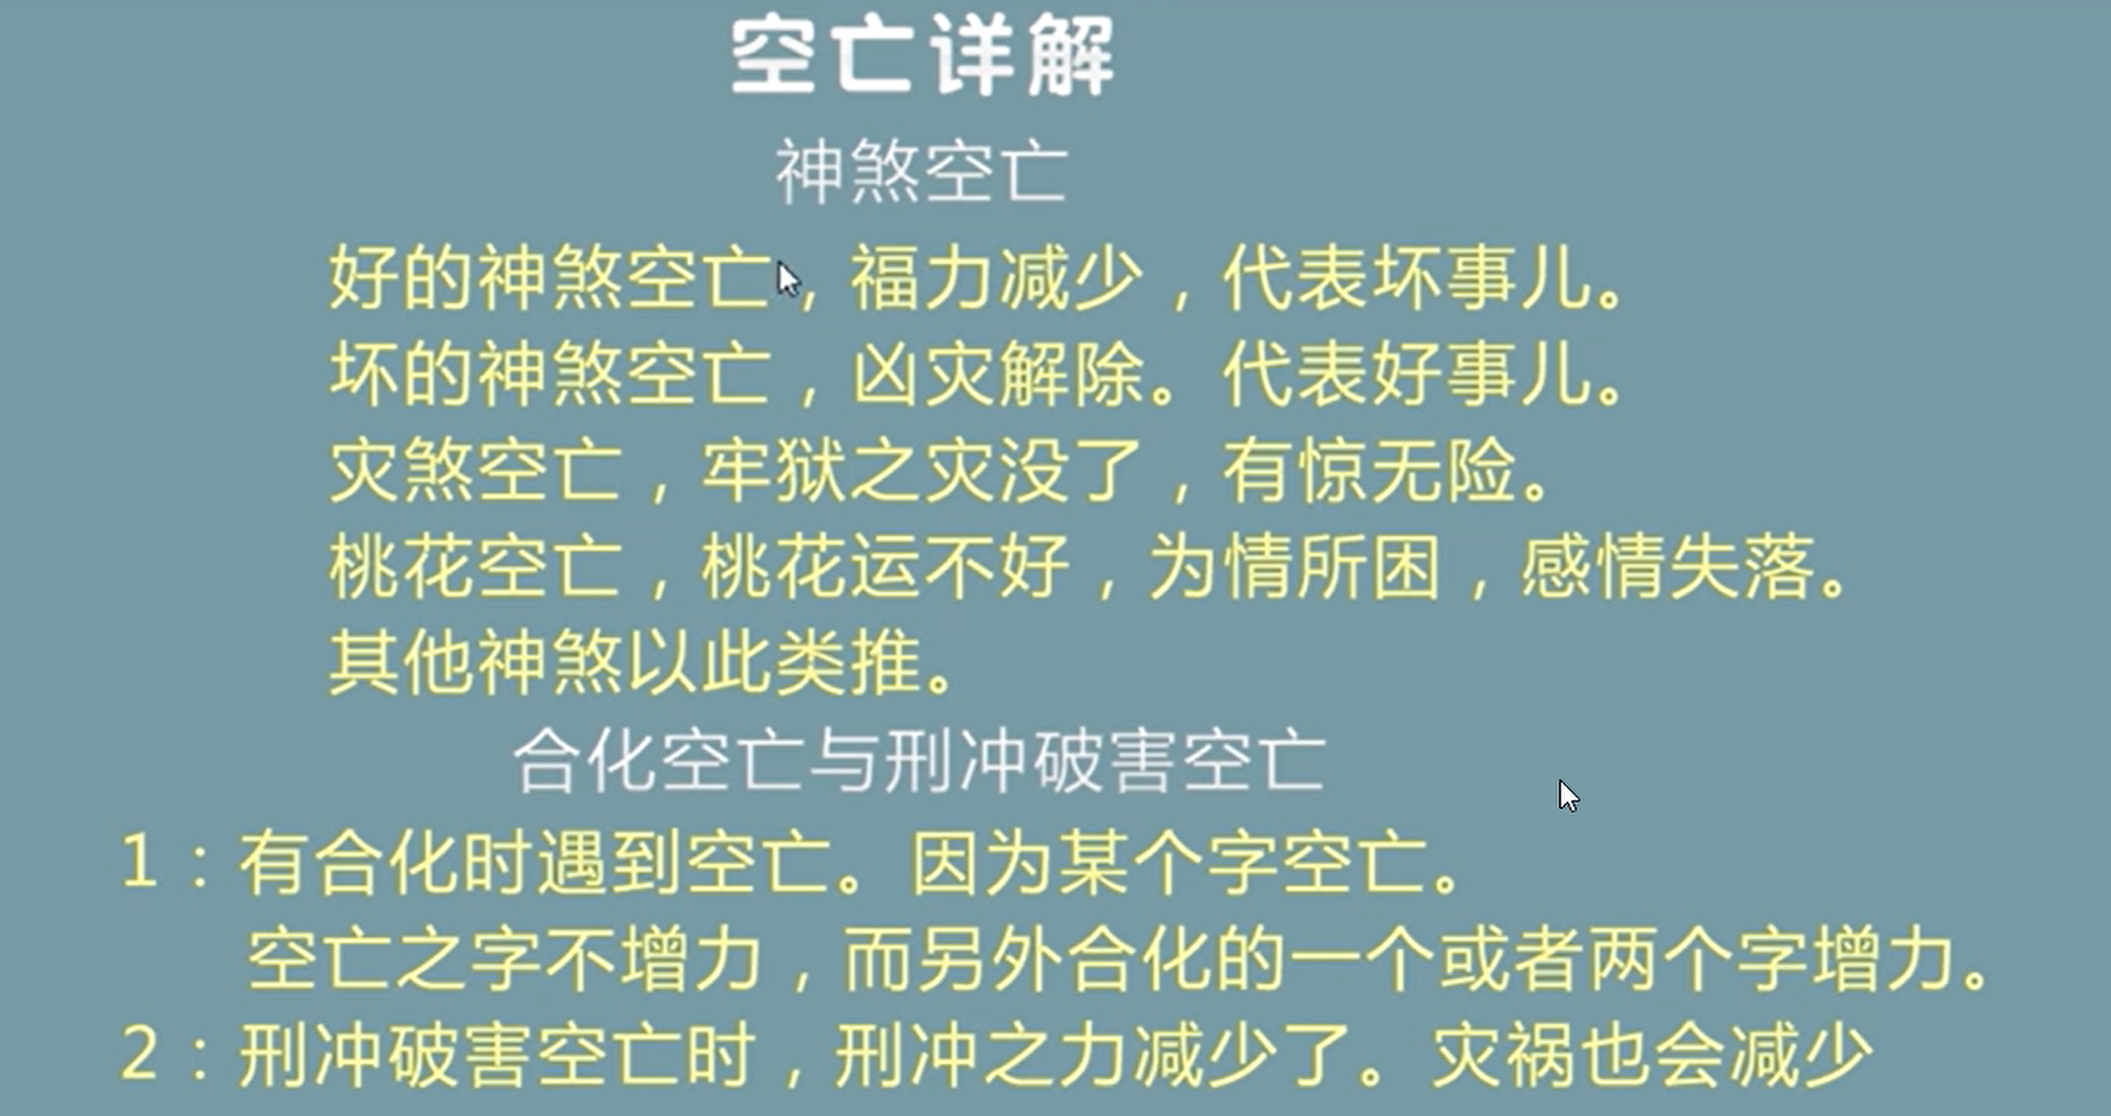 空亡详解
神煞空亡
好的神煞空亡，福力减少，代表坏事儿。
坏的神煞空亡，凶灾解除。代表好事儿。
灾煞空亡，牢狱之灾没了，有惊无险。
桃花空亡，桃花运不好，为情所困，感情失落。
其他神煞以此类推。
合化空亡与刑冲破害空亡
1：有合化时遇到空亡。因为某个字空亡。
空亡之字不增力，而另外合化的一个或者两个字增力。
2：刑冲破害空亡时，刑冲之力减少了。灾祸也会减少